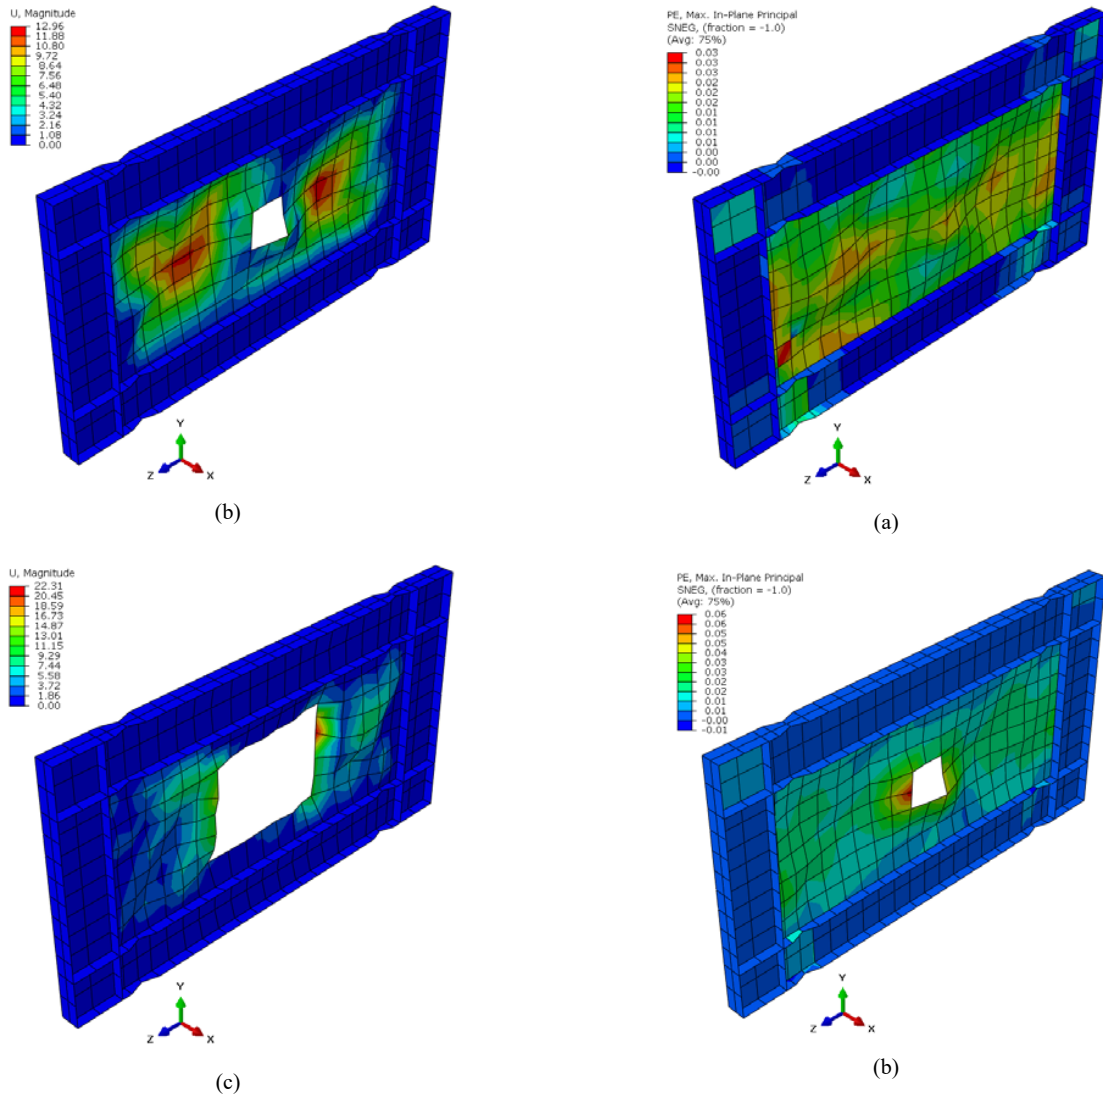 U, Magnitude
12.96
11.88
10.80
9.72
8.64
7.56
6.48
5.40
4.32
3.24
2.16
1.08
0.00
Y
Z
X
(b)
PE, Max. In-Plane Principal
SNEG, (fraction = -1.0)
(Avg: 75%)
0.03
0.03
0.03
0.02
0.02
0.02
0.01
0.01
0.01
0.00
0.00
-0.00
Y
Z
X
(a)
U, Magnitude
22.31
20.45
18.59
16.73
14.87
13.01
11.15
9.29
7.44
5.58
3.72
1.86
0.00
Y
Z
X
(c)
PE, Max. In-Plane Principal
SNEG, (fraction = -1.0)
(Avg: 75%)
0.06
0.06
0.05
0.05
0.04
0.03
0.03
0.02
0.02
0.01
0.01
-0.00
-0.01
Y
Z
X
(b)